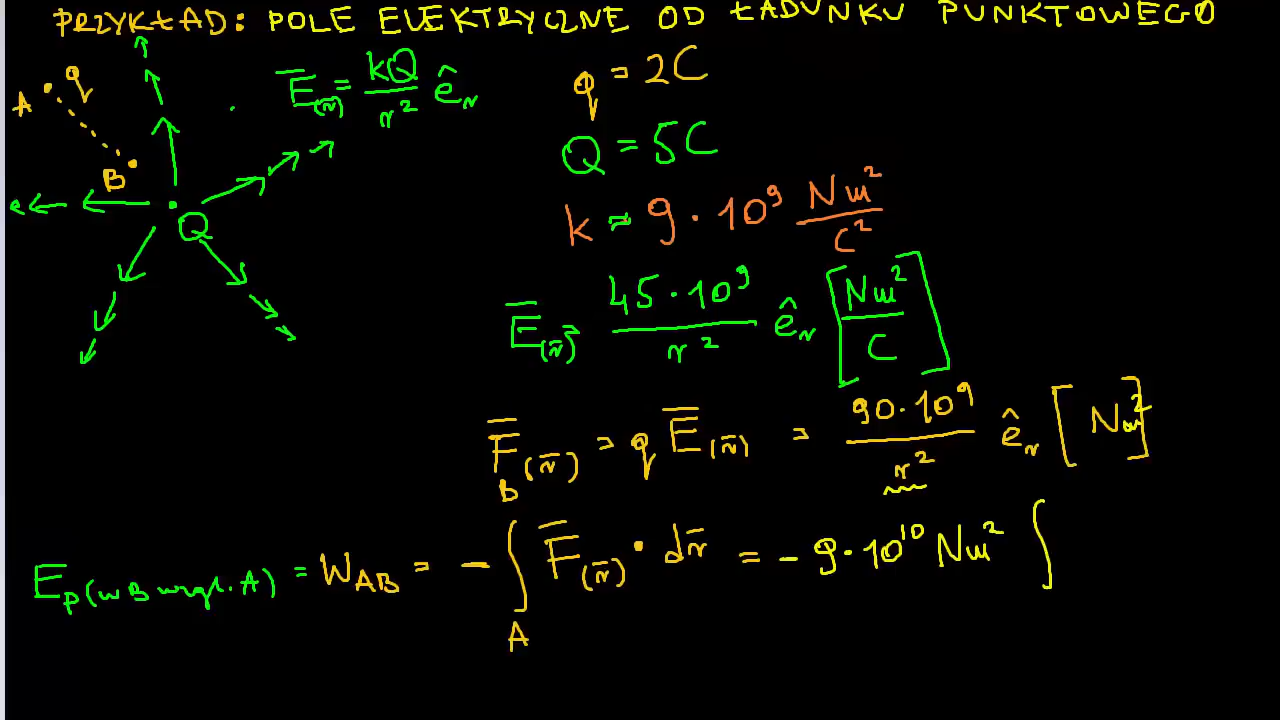 PRZYKŁAD: POLE ELEKTRYCZNE OD ŁADUNKU PUNKTOWEGO
A q
B
Q
E̅(r̅) = kQ/r² ê_r
q = 2C
Q = 5C
k = 9·10⁹ Nm²/C²
E̅(r̅) 45·10⁹/r² ê_r [Nm²/C]
F̅(r̅) = q E̅(r̅) = 90·10⁹/r² ê_r [Nm²]
E_p(w B wzgl. A) = W_AB = - ∫_A^B F̅(r̅) · dr̅ = - 9·10¹⁰ Nm² ∫